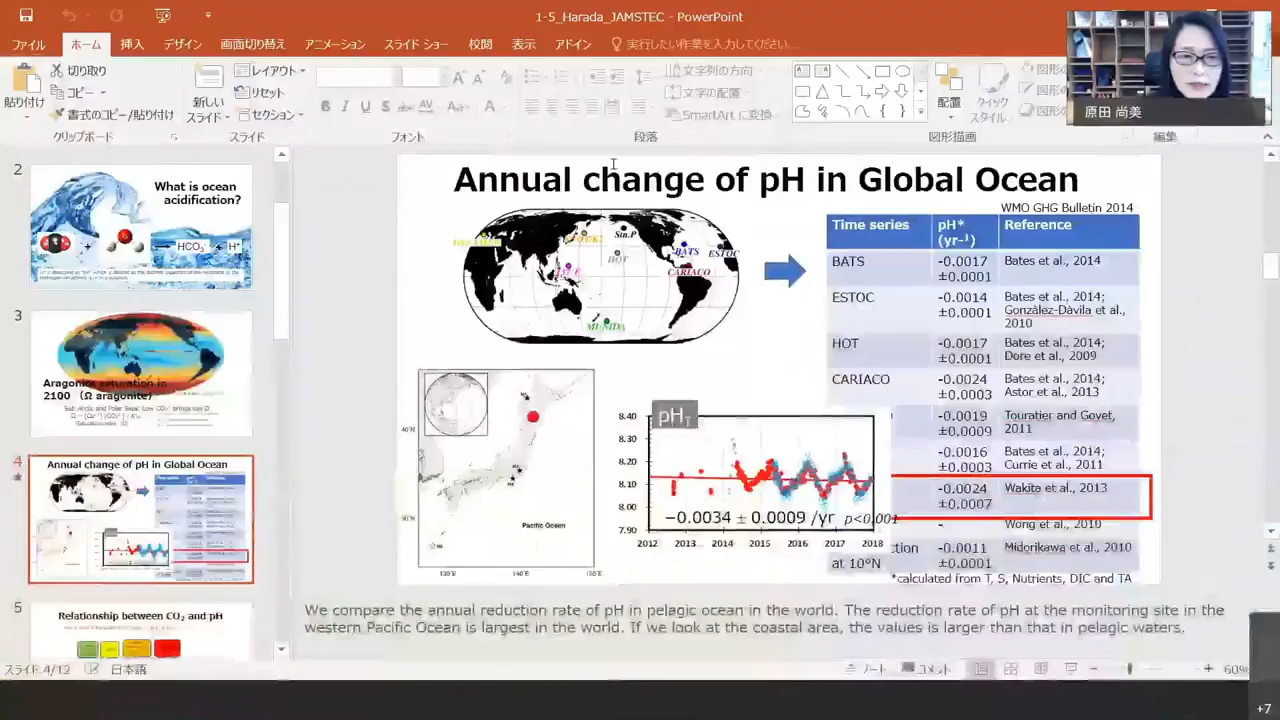 1-5_Harada_JAMSTEC - PowerPoint
ファイル ホーム 挿入 デザイン 画面切り替え アニメーション スライド ショー 校閲 表示 アドイン 実行したい作業を入力してください...
貼り付け
切り取り
コピー
書式のコピー/貼り付け
クリップボード
新しい
スライド
レイアウト
リセット
セクション
スライド
フォント
文字列の方向
文字の配置
SmartArt に変換
段落
配置
クイック
スタイル
図形描画
編集
原田 尚美
2
What is ocean
acidification?
+
HCO3-
+
H+
3
Aragonite saturation in
2100 (Ω aragonite)
4
Annual change of pH in Global Ocean
5
Relationship between CO2 and pH
Annual change of pH in Global Ocean
WMO GHG Bulletin 2014
Stn.P
HOT
BATS
ESTOC
CARIACO
MUNIDA
Time series pH* (yr-1) Reference
BATS -0.0017 ±0.0001 Bates et al., 2014
ESTOC -0.0014 ±0.0001 Bates et al., 2014; Gonzàlez-Dàvila et al., 2010
HOT -0.0017 ±0.0001 Bates et al., 2014; Dore et al., 2009
CARIACO -0.0024 ±0.0003 Bates et al., 2014; Astor et al., 2013
-0.0019 ±0.0009 Touratier and Goyet, 2011
-0.0016 ±0.0003 Bates et al., 2014; Currie et al., 2011
-0.0024 ±0.0007 Wakita et al., 2013
- Wong et al., 2010
ction at 10°N ±0.0001 Midorikawa et al., 2010
*calculated from T, S, Nutrients, DIC and TA
40°N
30°N
Pacific Ocean
130°E 140°E 150°E
pHT
8.40
8.30
8.20
8.10
8.00
7.90
−0.0034 ± 0.0009 /yr p<0.001
2012 2013 2014 2015 2016 2017 2018
We compare the annual reduction rate of pH in pelagic ocean in the world. The reduction rate of pH at the monitoring site in the
western Pacific Ocean is largest in the world. If we look at the coastal area, the values is larger than that in pelagic waters.
スライド 4/12 日本語 ノート コメント 60%
+7